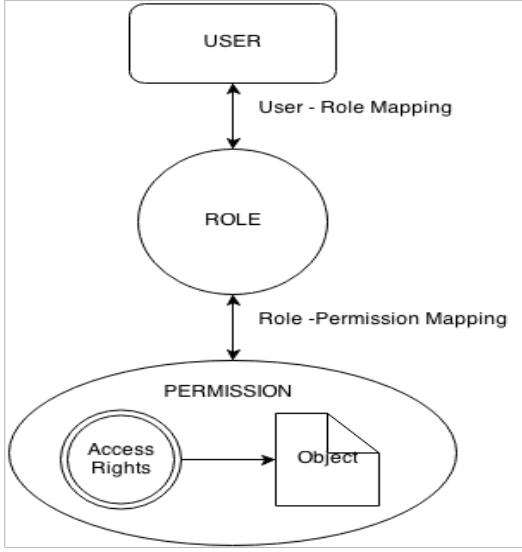 USER
User - Role Mapping
ROLE
Role -Permission Mapping
PERMISSION
Access
Rights
Object